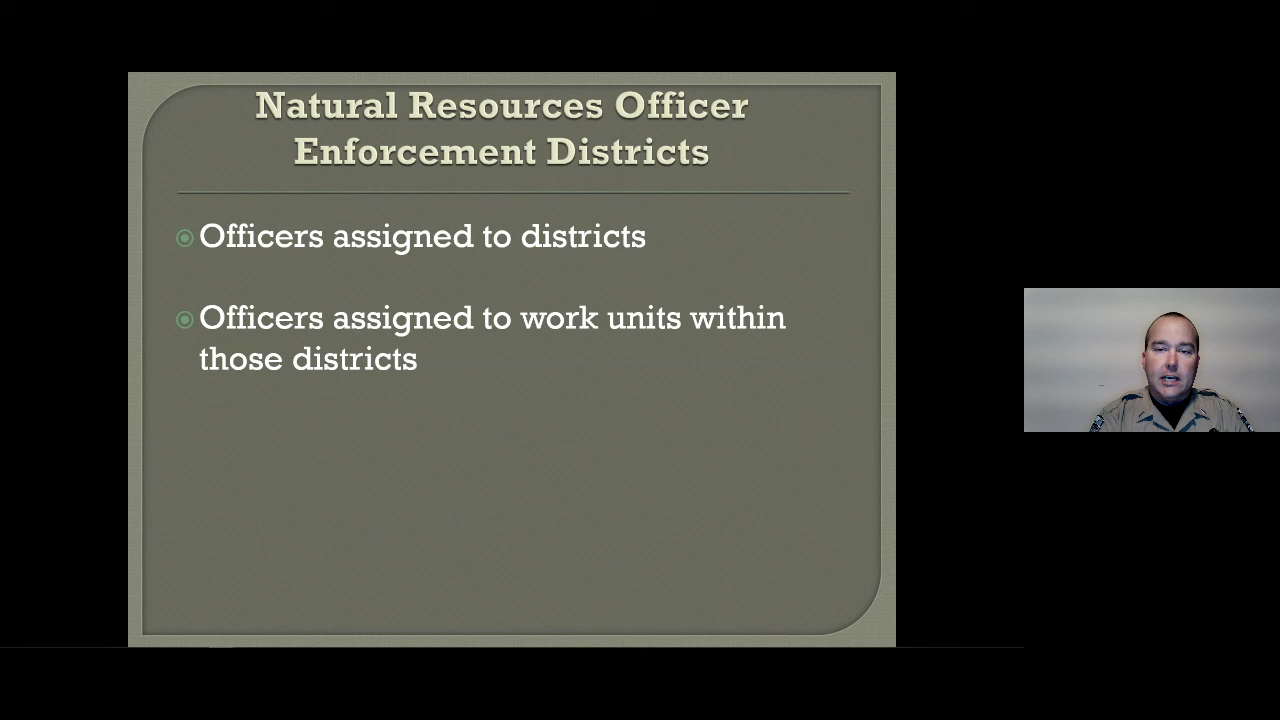 Natural Resources Officer
Enforcement Districts
Officers assigned to districts
Officers assigned to work units within
those districts